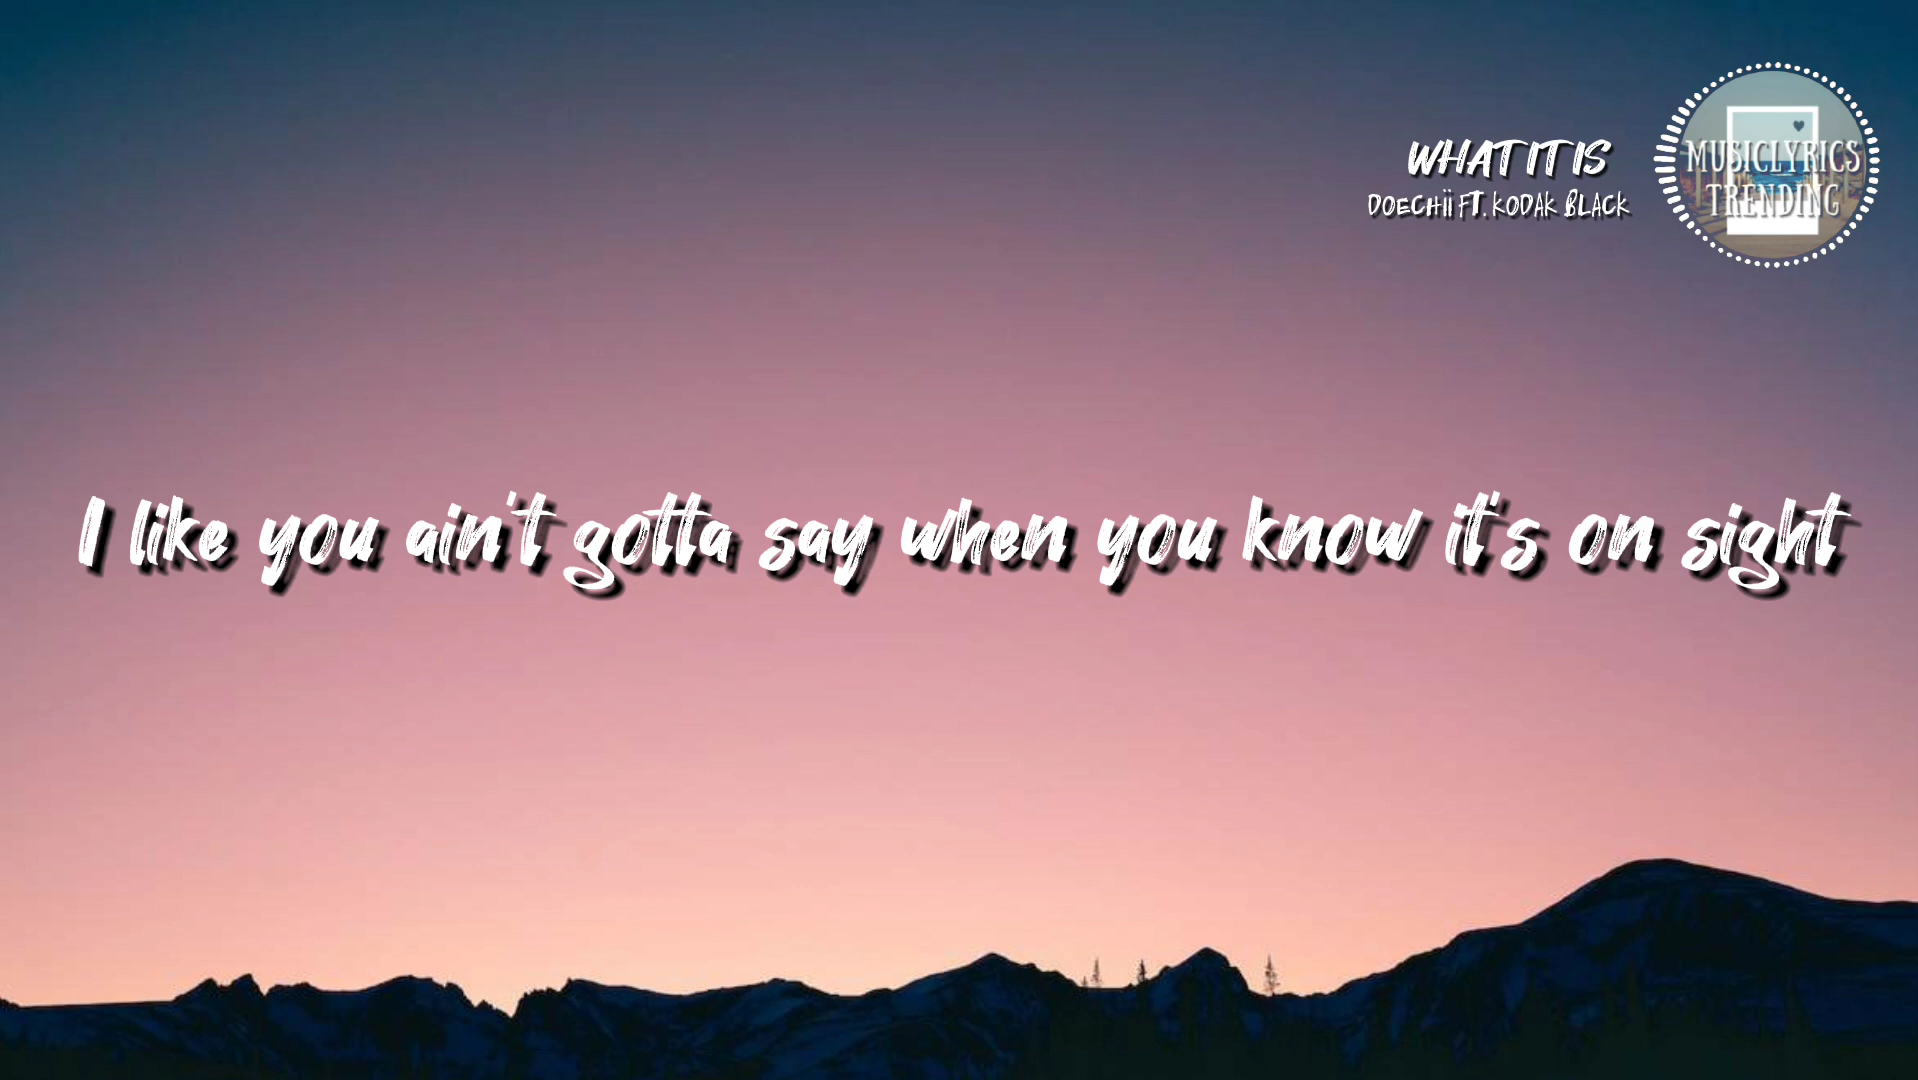 WHAT IT IS
DOECHii FT. KODAK BLACK
MUSICLYRICS
TRENDING
I like you ain't gotta say when you know it's on sight